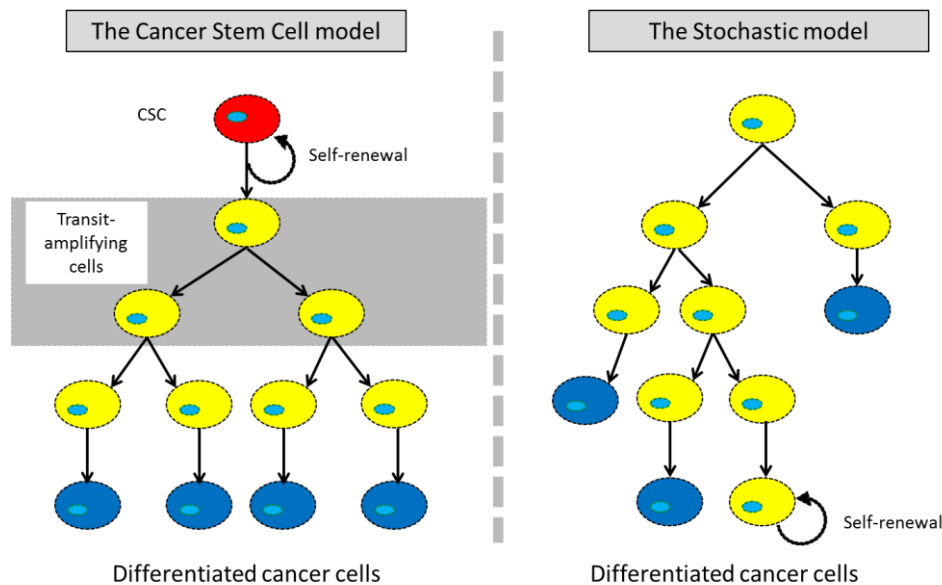 The Cancer Stem Cell model
CSC
Self-renewal
Transit-
amplifying
cells
Differentiated cancer cells
The Stochastic model
Self-renewal
Differentiated cancer cells